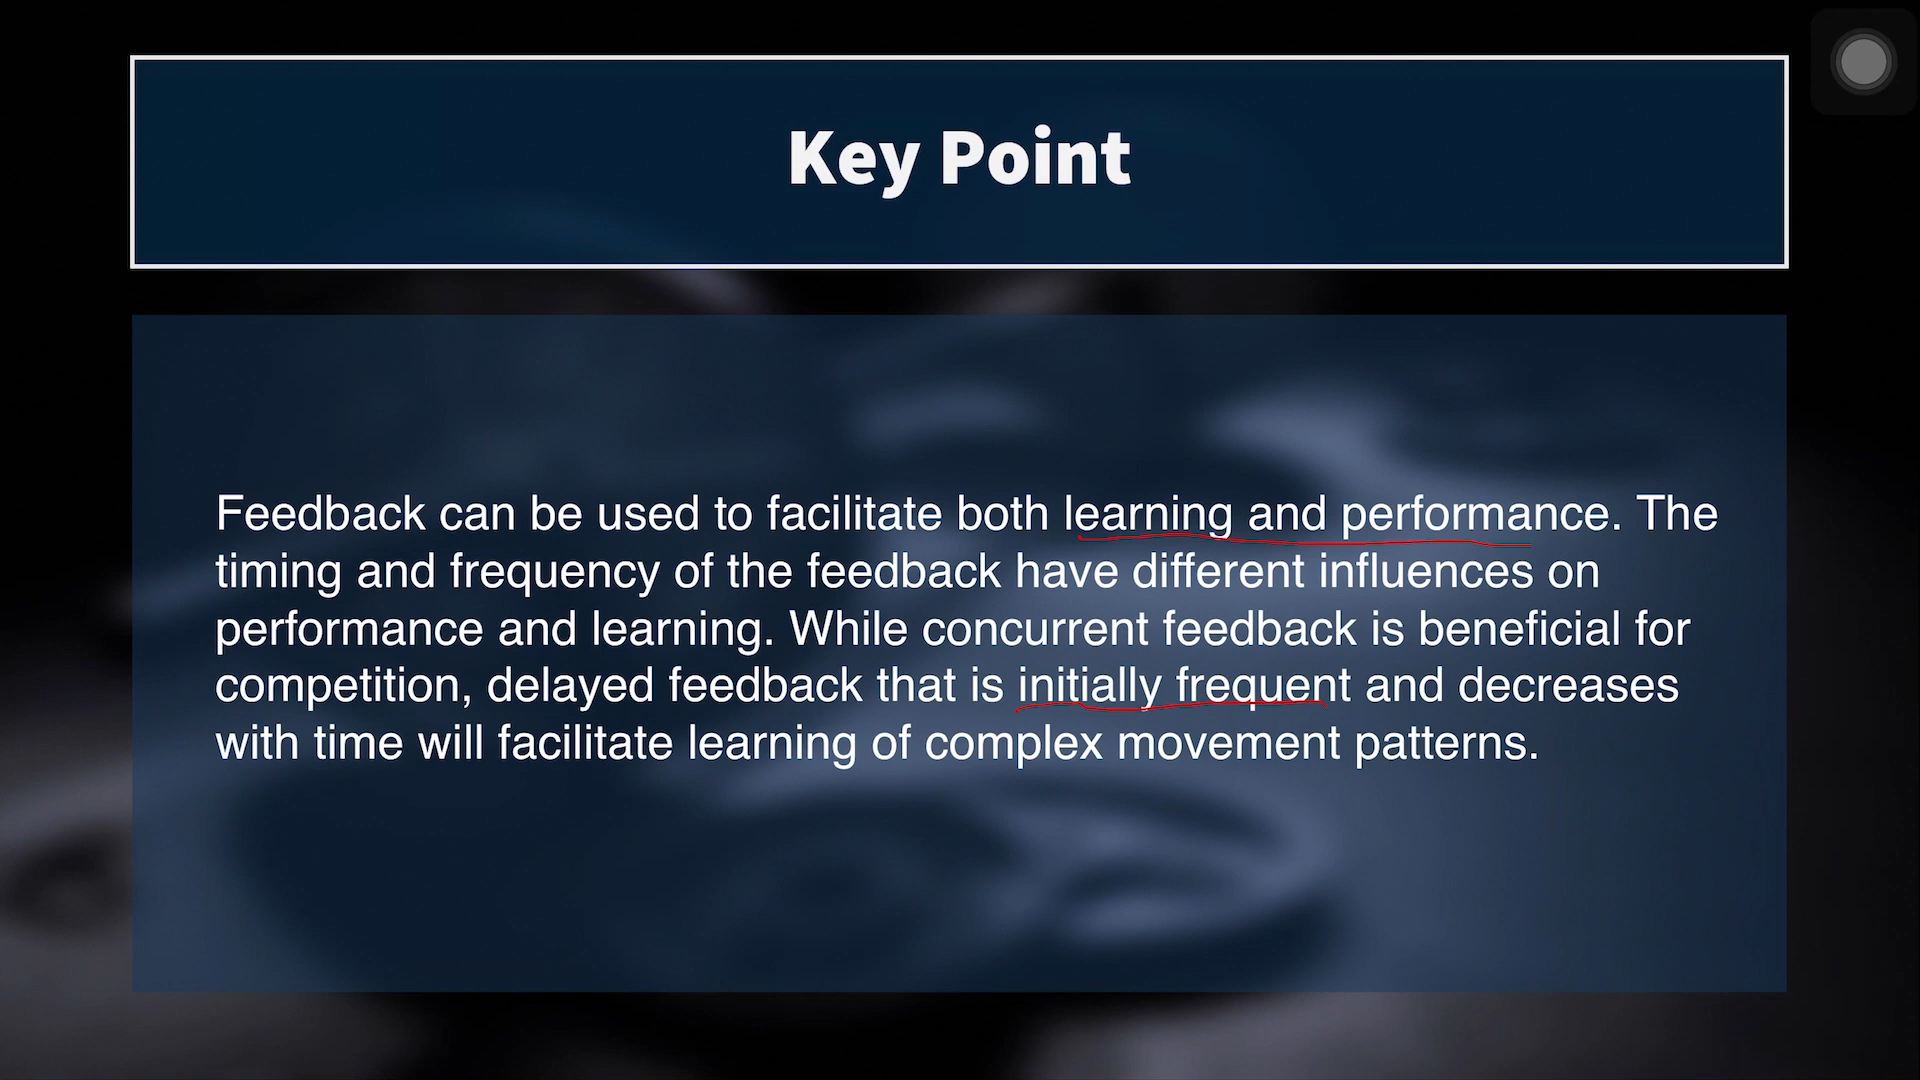 Key Point
Feedback can be used to facilitate both learning and performance. The
timing and frequency of the feedback have different influences on
performance and learning. While concurrent feedback is beneficial for
competition, delayed feedback that is initially frequent and decreases
with time will facilitate learning of complex movement patterns.